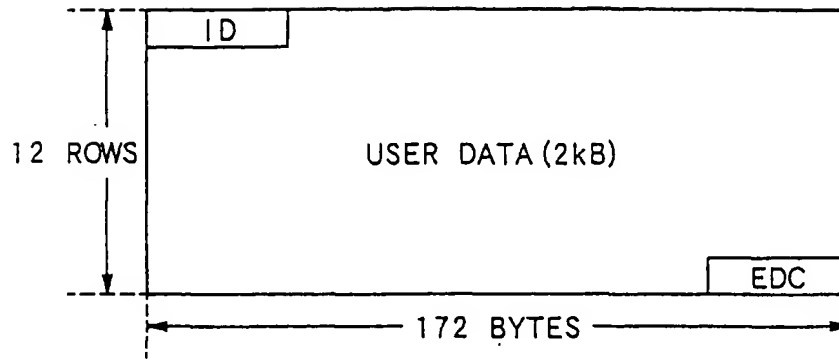 ID
12 ROWS
USER DATA (2kB)
EDC
172 BYTES